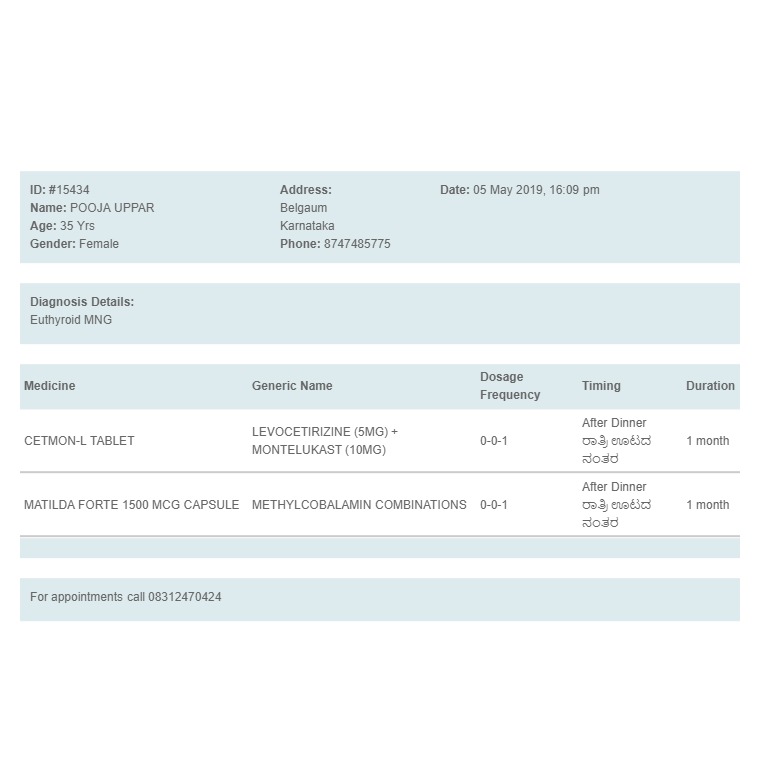 ID: #15434
Name: POOJA UPPAR
Age: 35 Yrs
Gender: Female
Address:
Belgaum
Karnataka
Phone: 8747485775
Date: 05 May 2019, 16:09 pm
Diagnosis Details:
Euthyroid MNG
Medicine Generic Name Dosage Frequency Timing Duration
CETMON-L TABLET
LEVOCETIRIZINE (5MG) +
MONTELUKAST (10MG)
0-0-1
After Dinner
ರಾತ್ರಿ ಊಟದ
ನಂತರ
1 month
MATILDA FORTE 1500 MCG CAPSULE
METHYLCOBALAMIN COMBINATIONS
0-0-1
After Dinner
ರಾತ್ರಿ ಊಟದ
ನಂತರ
1 month
For appointments call 08312470424